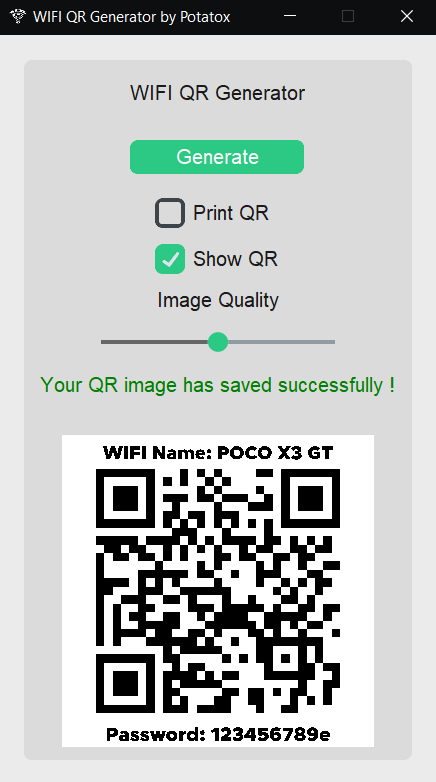 WIFI QR Generator by Potatox
WIFI QR Generator
Generate
Print QR
Show QR
Image Quality
Your QR image has saved successfully !
WIFI Name: POCO X3 GT
Password: 123456789e